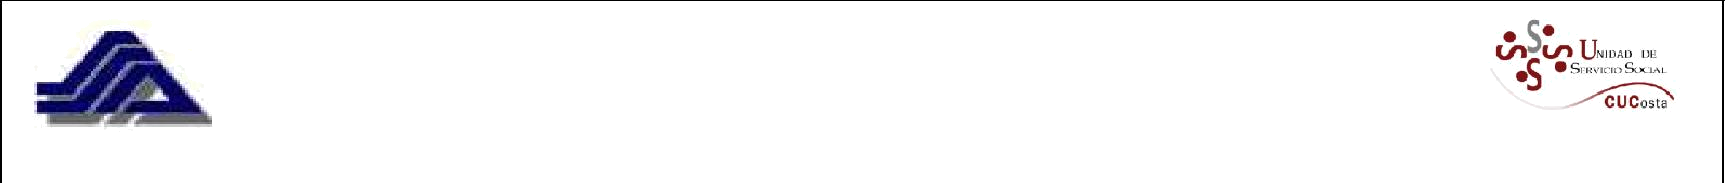 UNIDAD DE
SERVICIO SOCIAL
CUCosta